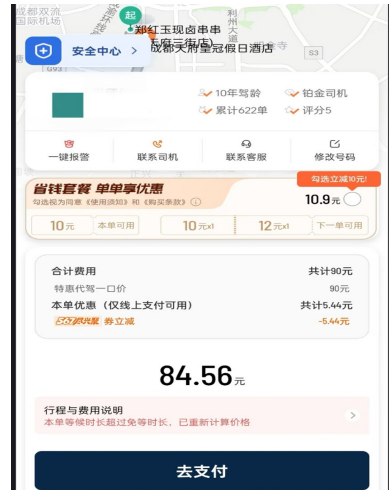 成都双流
国际机场
利州大道
起
郑红玉现卤串串
(天府三街店)
成都天府皇冠假日酒店
安全中心 >
S3
G93
10年驾龄 铂金司机
累计622单 评分5
一键报警 联系司机 联系客服 修改号码
勾选立减10元!
省钱套餐 单单享优惠
勾选视为同意《使用须知》和《购买条款》
10.9元
10元 本单可用 10元x1 12元x1 下一单可用
合计费用 共计90元
特惠代驾一口价 90元
本单优惠(仅线上支付可用) 共计5.44元
券立减 -5.44元
84.56元
行程与费用说明
本单等候时长超过免等时长,已重新计算价格
去支付